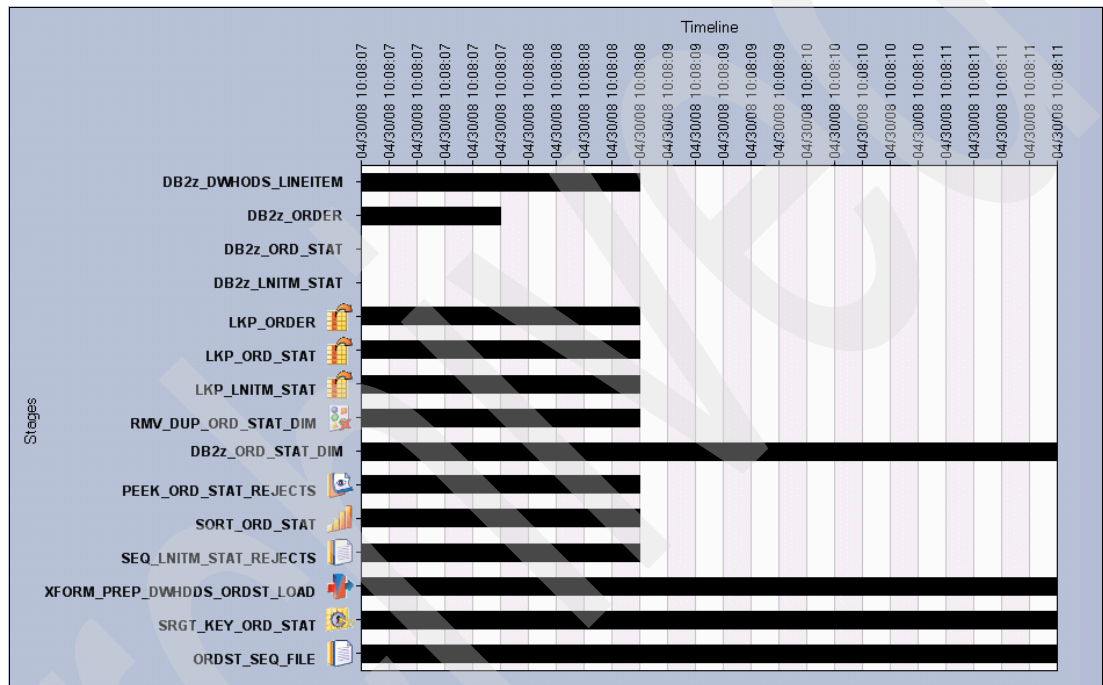 Timeline
04/30/08 10:08:07
04/30/08 10:08:07
04/30/08 10:08:07
04/30/08 10:08:07
04/30/08 10:08:07
04/30/08 10:08:07
04/30/08 10:08:08
04/30/08 10:08:08
04/30/08 10:08:08
04/30/08 10:08:08
04/30/08 10:08:08
04/30/08 10:08:09
04/30/08 10:08:09
04/30/08 10:08:09
04/30/08 10:08:09
04/30/08 10:08:09
04/30/08 10:08:10
04/30/08 10:08:10
04/30/08 10:08:10
04/30/08 10:08:10
04/30/08 10:08:10
04/30/08 10:08:11
04/30/08 10:08:11
04/30/08 10:08:11
04/30/08 10:08:11
04/30/08 10:08:11
Stages
DB2z_DWHODS_LINEITEM
DB2z_ORDER
DB2z_ORD_STAT
DB2z_LNITM_STAT
LKP_ORDER
LKP_ORD_STAT
LKP_LNITM_STAT
RMV_DUP_ORD_STAT_DIM
DB2z_ORD_STAT_DIM
PEEK_ORD_STAT_REJECTS
SORT_ORD_STAT
SEQ_LNITM_STAT_REJECTS
XFORM_PREP_DWHDDS_ORDST_LOAD
SRGT_KEY_ORD_STAT
ORDST_SEQ_FILE